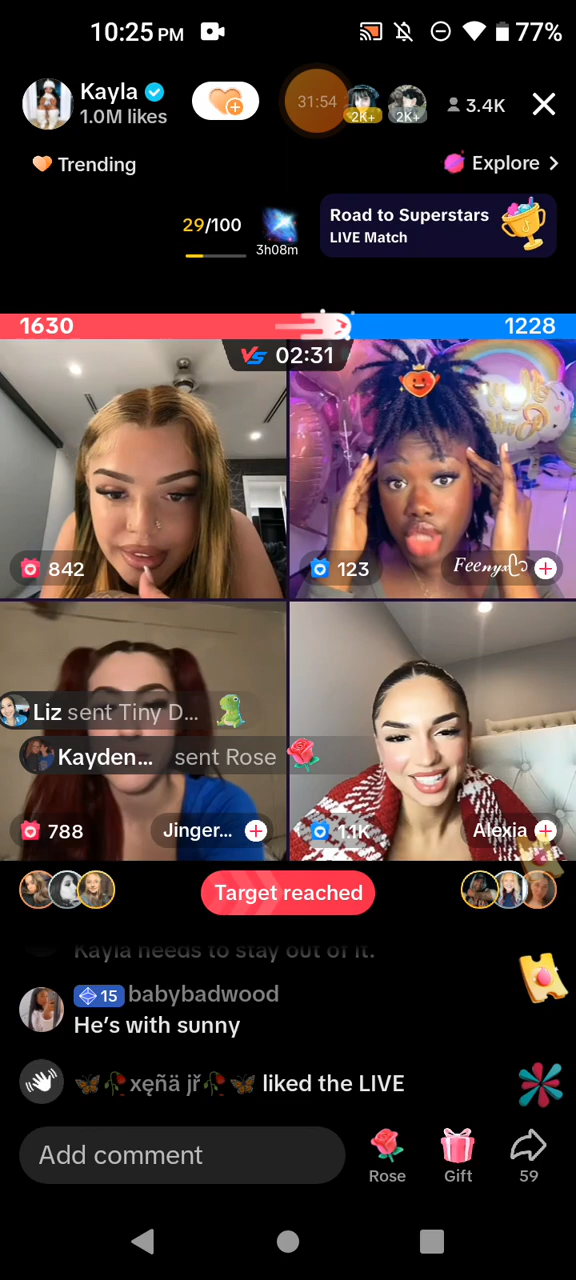 10:25 PM
77%
Kayla
1.0M likes
31:54
2K+
2K+
3.4K
Trending
Explore >
29/100
3h08m
Road to Superstars
LIVE Match
1630
1228
VS 02:31
842
123
Feenyx
Liz sent Tiny D...
Kayden... sent Rose
788
Jinger...
1.1K
Alexia
Target reached
Kayla needs to stay out of it.
15 babybadwood
He's with sunny
xęñä jř liked the LIVE
Add comment
Rose
Gift
59